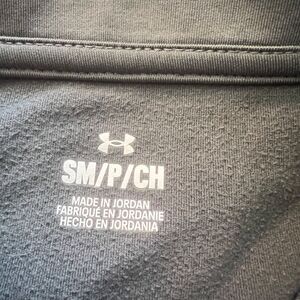 SM/P/CH
MADE IN JORDAN
FABRIQUÉ EN JORDANIE
HECHO EN JORDANIA